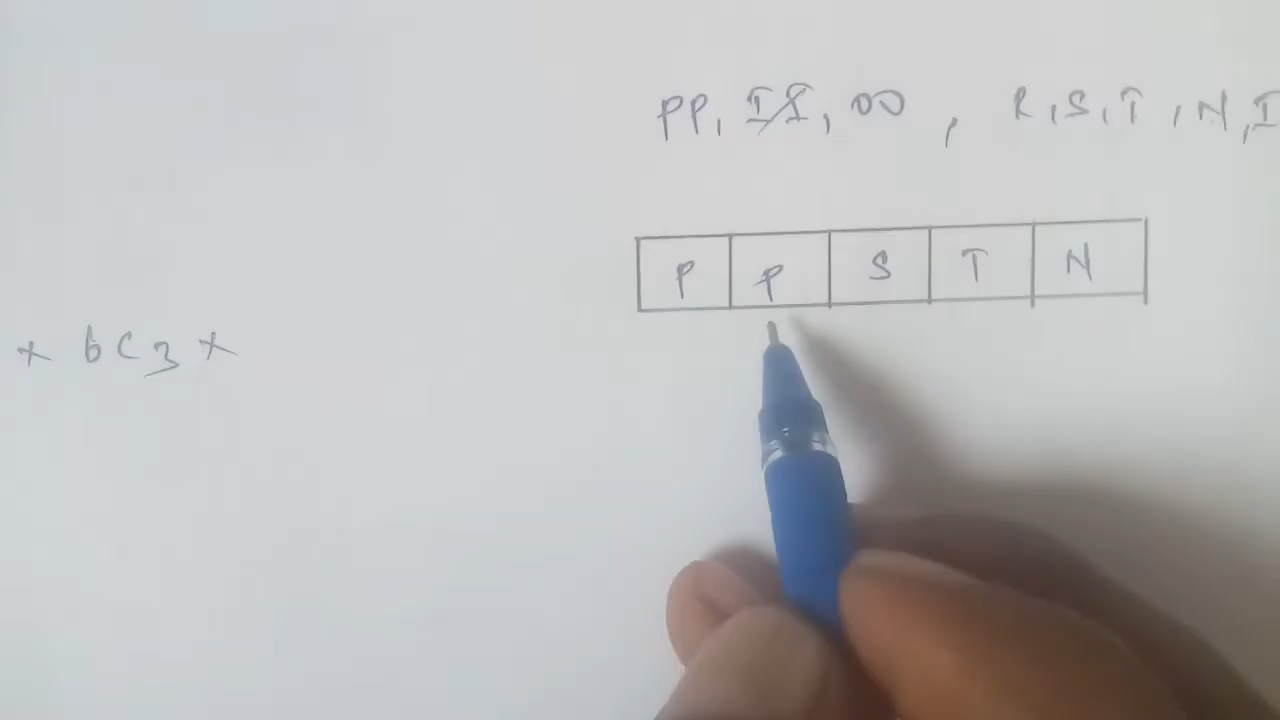 PP, II, OO , R, S, T, N, I
P P S T N
× 6C3 ×